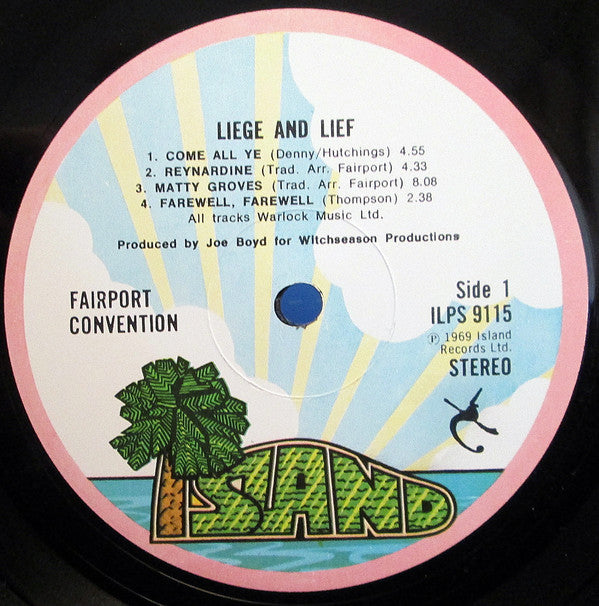 LIEGE AND LIEF
1. COME ALL YE (Denny/Hutchings) 4.55
2. REYNARDINE (Trad. Arr. Fairport) 4.33
3. MATTY GROVES (Trad. Arr. Fairport) 8.08
4. FAREWELL, FAREWELL (Thompson) 2.38
All tracks Warlock Music Ltd.
Produced by Joe Boyd for Witchseason Productions
FAIRPORT
CONVENTION
Side 1
ILPS 9115
℗ 1969 Island
Records Ltd.
STEREO
ISLAND